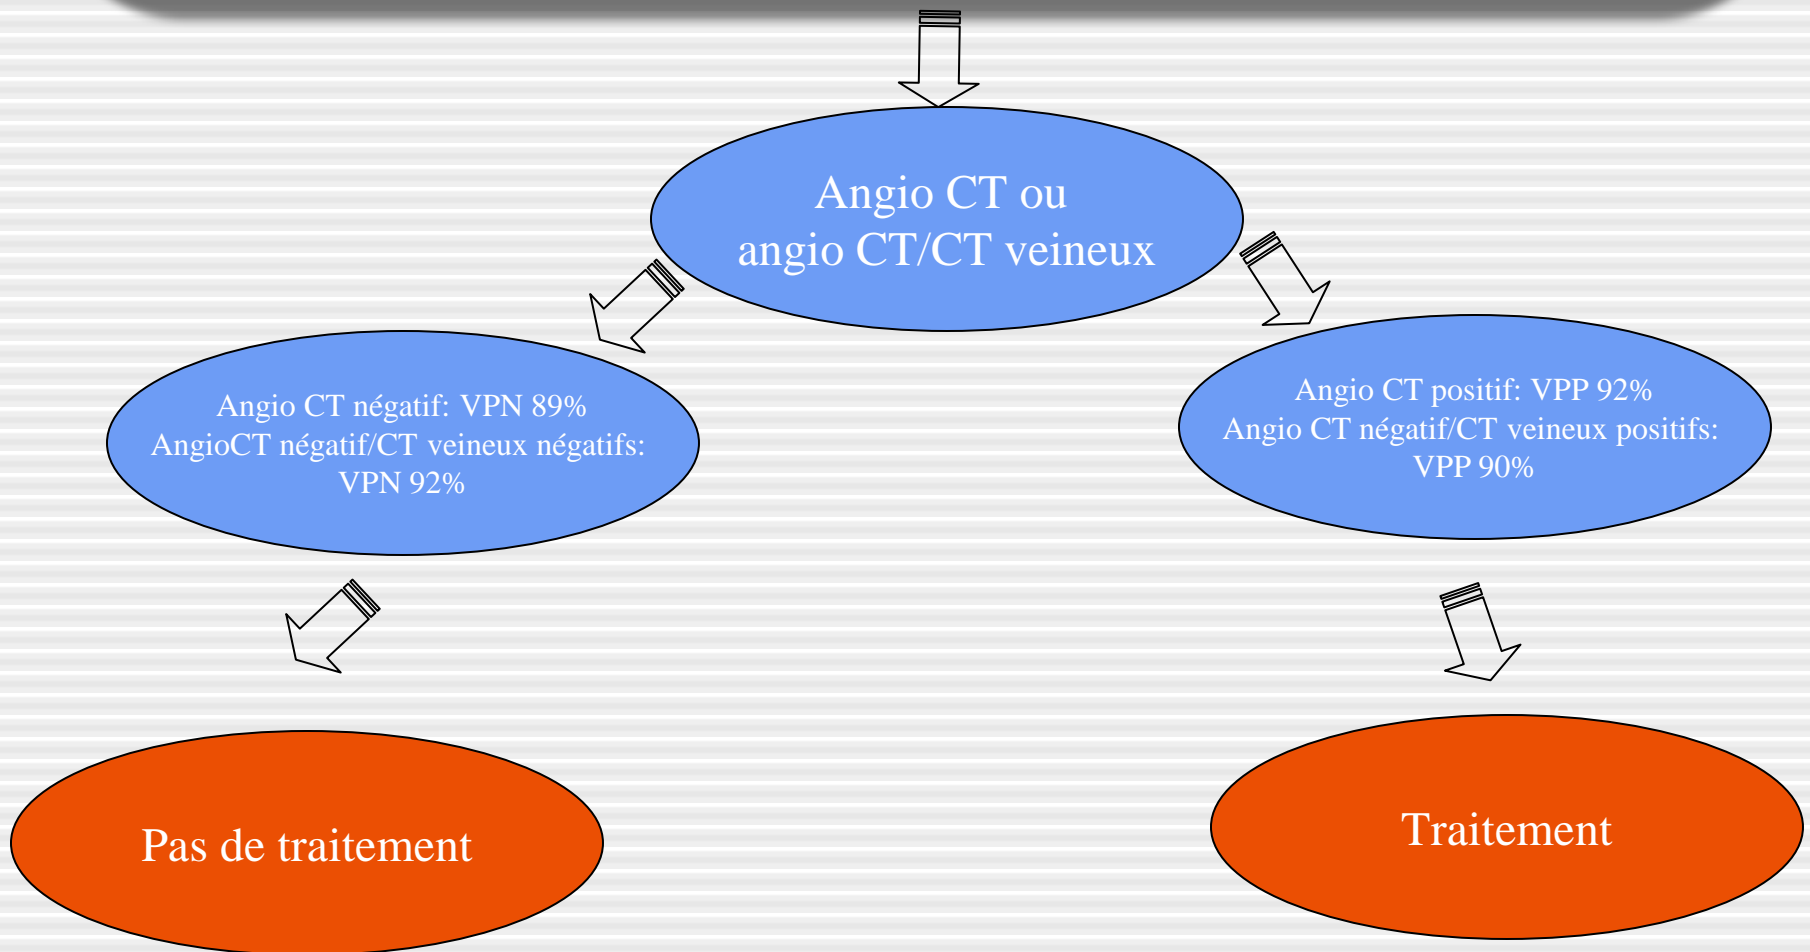 Angio CT ou
angio CT/CT veineux
Angio CT négatif: VPN 89%
AngioCT négatif/CT veineux négatifs:
VPN 92%
Angio CT positif: VPP 92%
Angio CT négatif/CT veineux positifs:
VPP 90%
Pas de traitement
Traitement